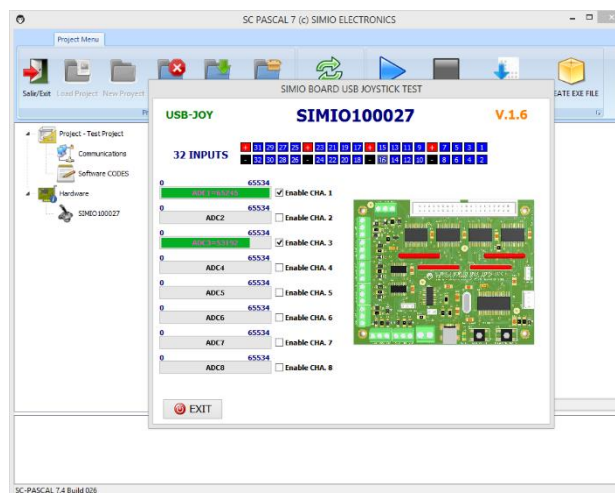 SC PASCAL 7 (c) SIMIO ELECTRONICS
Project Menu
Salir/Exit Load Project New Proyect
EATE EXE FILE
SIMIO BOARD USB JOYSTICK TEST
USB-JOY SIMIO100027 V.1.6
32 INPUTS
+ 31 29 27 25 + 23 21 19 17 + 15 13 11 9 + 7 5 3 1
- 32 30 28 26 - 24 22 20 18 - 16 14 12 10 - 8 6 4 2
Project - Test Project
Communications
Software CODES
Hardware
SIMIO100027
0 65534
Enable CHA. 1
0 65534
ADC2 Enable CHA. 2
0 65534
Enable CHA. 3
0 65534
ADC4 Enable CHA. 4
0 65534
ADC5 Enable CHA. 5
0 65534
ADC6 Enable CHA. 6
0 65534
ADC7 Enable CHA. 7
0 65534
ADC8 Enable CHA. 8
EXIT
SC-PASCAL 7.4 Build 026